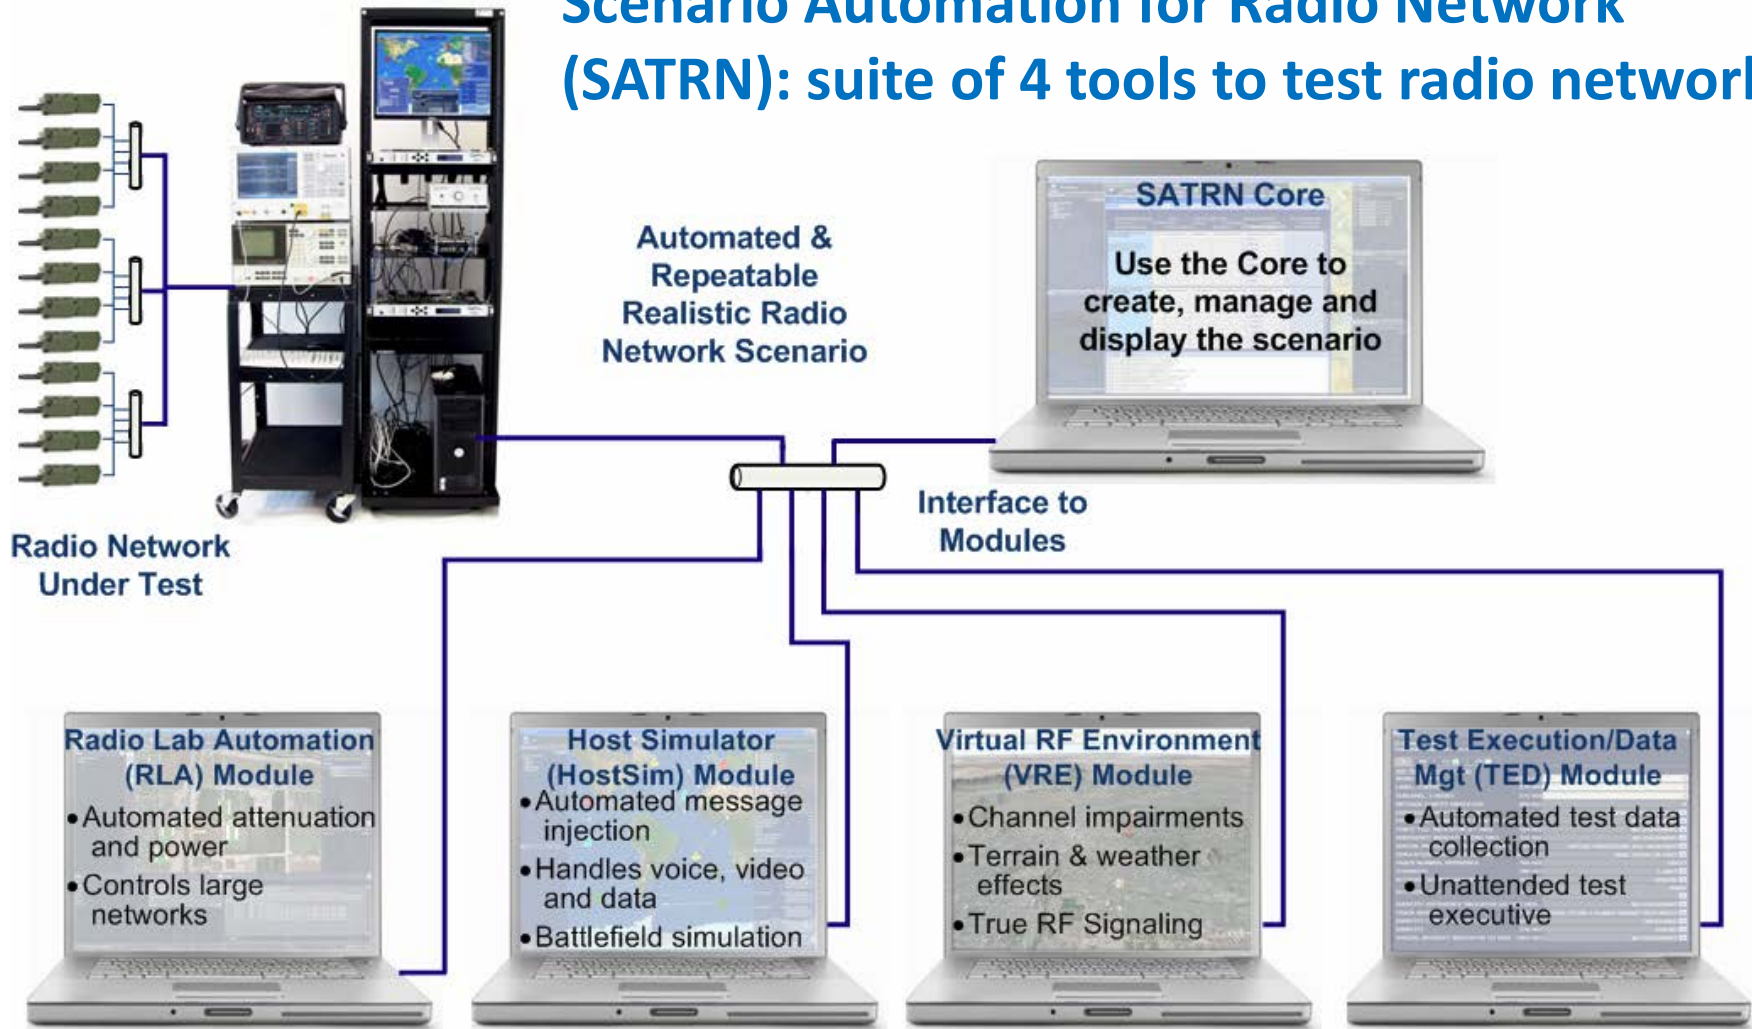 Scenario Automation for Radio Network
(SATRN): suite of 4 tools to test radio network
Automated &
Repeatable
Realistic Radio
Network Scenario
SATRN Core
Use the Core to
create, manage and
display the scenario
Interface to
Modules
Radio Network
Under Test
Radio Lab Automation
(RLA) Module
•Automated attenuation
and power
•Controls large
networks
Host Simulator
(HostSim) Module
•Automated message
injection
•Handles voice, video
and data
•Battlefield simulation
Virtual RF Environment
(VRE) Module
•Channel impairments
•Terrain & weather
effects
•True RF Signaling
Test Execution/Data
Mgt (TED) Module
•Automated test data
collection
•Unattended test
executive